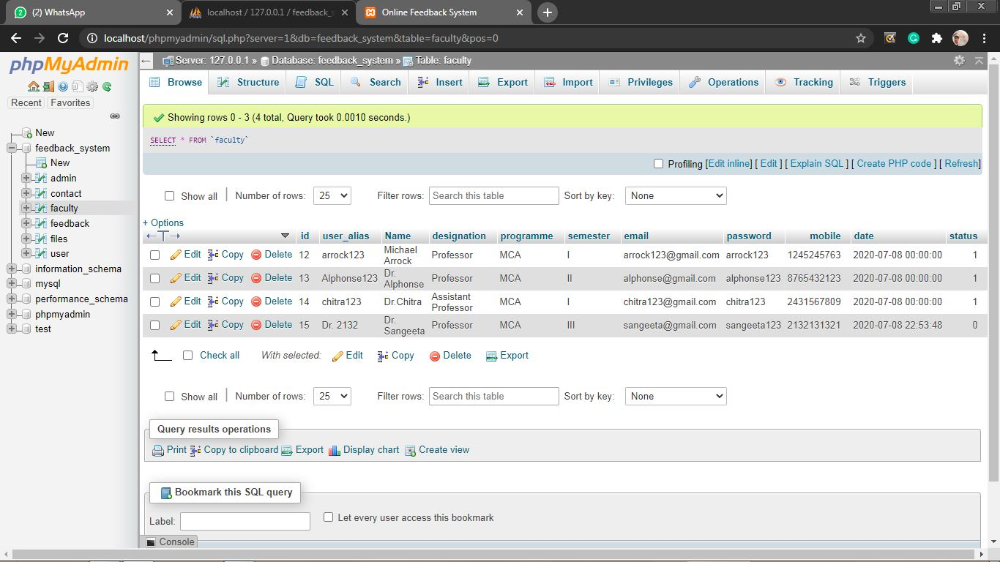 (2) WhatsApp
localhost / 127.0.0.1 / feedback_s
Online Feedback System
localhost/phpmyadmin/sql.php?server=1&db=feedback_system&table=faculty&pos=0
phpMyAdmin
Recent Favorites
New
feedback_system
New
admin
contact
faculty
feedback
files
user
information_schema
mysql
performance_schema
phpmyadmin
test
Server: 127.0.0.1 » Database: feedback_system » Table: faculty
Browse Structure SQL Search Insert Export Import Privileges Operations Tracking Triggers
Showing rows 0 - 3 (4 total, Query took 0.0010 seconds.)
SELECT * FROM `faculty`
Profiling [Edit inline] [ Edit ] [ Explain SQL ] [ Create PHP code ] [ Refresh]
Show all | Number of rows: 25 Filter rows: Search this table Sort by key: None
+ Options
←T→ id user_alias Name designation programme semester email password mobile date status
Edit Copy Delete 12 arrock123 Michael Arrock Professor MCA I arrock123@gmail.com arrock123 1245245763 2020-07-08 00:00:00 1
Edit Copy Delete 13 Alphonse123 Dr. Alphonse Professor MCA II alphonse@gmail.com alphonse123 8765432123 2020-07-08 00:00:00 1
Edit Copy Delete 14 chitra123 Dr.Chitra Assistant Professor MCA I chitra123@gmail.com chitra123 2431567809 2020-07-08 00:00:00 1
Edit Copy Delete 15 Dr. 2132 Dr. Sangeeta Professor MCA III sangeeta@gmail.com sangeeta123 2132131321 2020-07-08 22:53:48 0
Check all With selected: Edit Copy Delete Export
Show all | Number of rows: 25 Filter rows: Search this table Sort by key: None
Query results operations
Print Copy to clipboard Export Display chart Create view
Bookmark this SQL query
Label: Let every user access this bookmark
Console